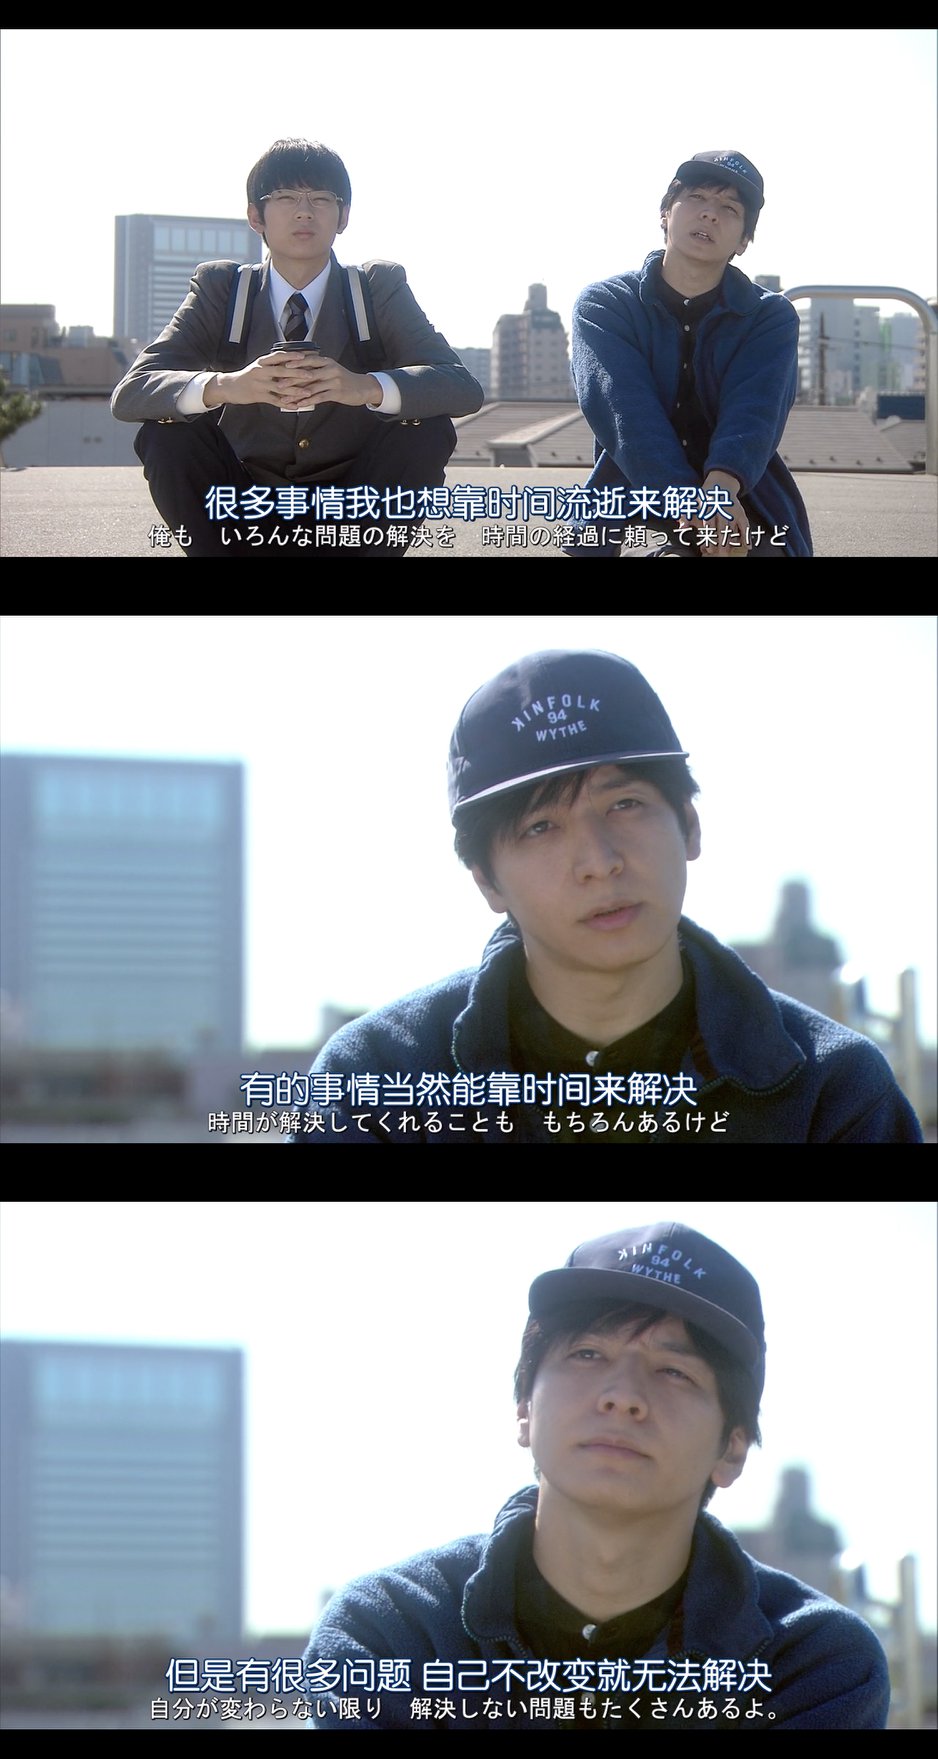 KINFOLK
94
很多事情我也想靠时间流逝来解决
俺も　いろんな問題の解決を　時間の経過に頼って来たけど
KINFOLK
94
WYTHE
有的事情当然能靠时间来解决
時間が解決してくれることも　もちろんあるけど
KINFOLK
94
WYTHE
但是有很多问题 自己不改变就无法解决
自分が変わらない限り　解決しない問題もたくさんあるよ。